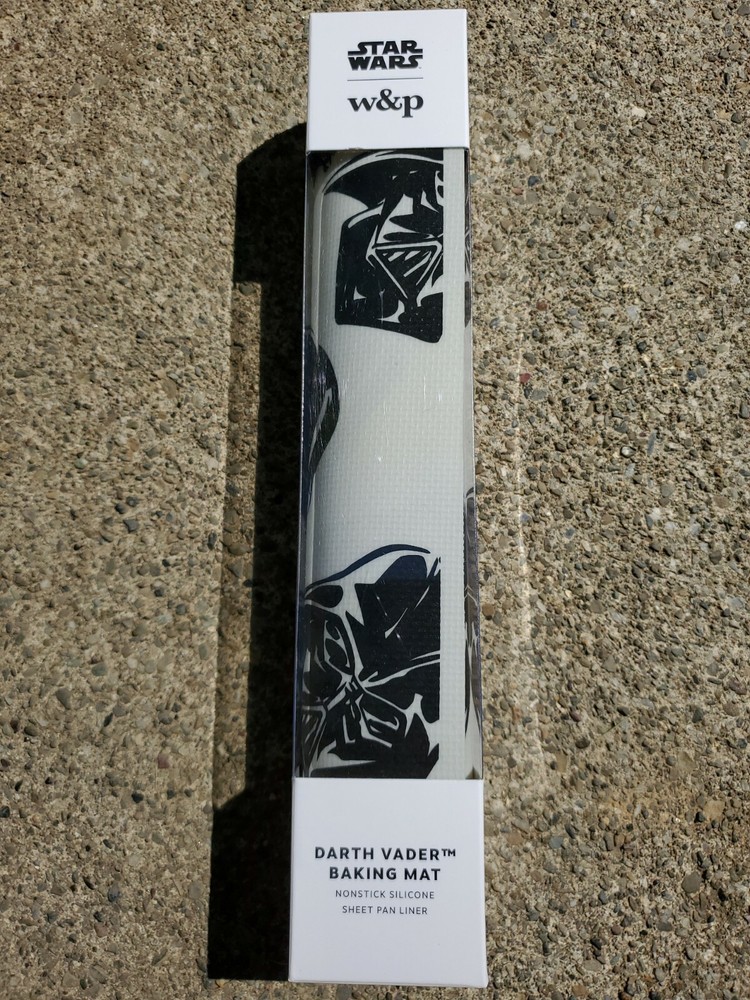 STAR
WARS
w&p
DARTH VADER™
BAKING MAT
NONSTICK SILICONE
SHEET PAN LINER